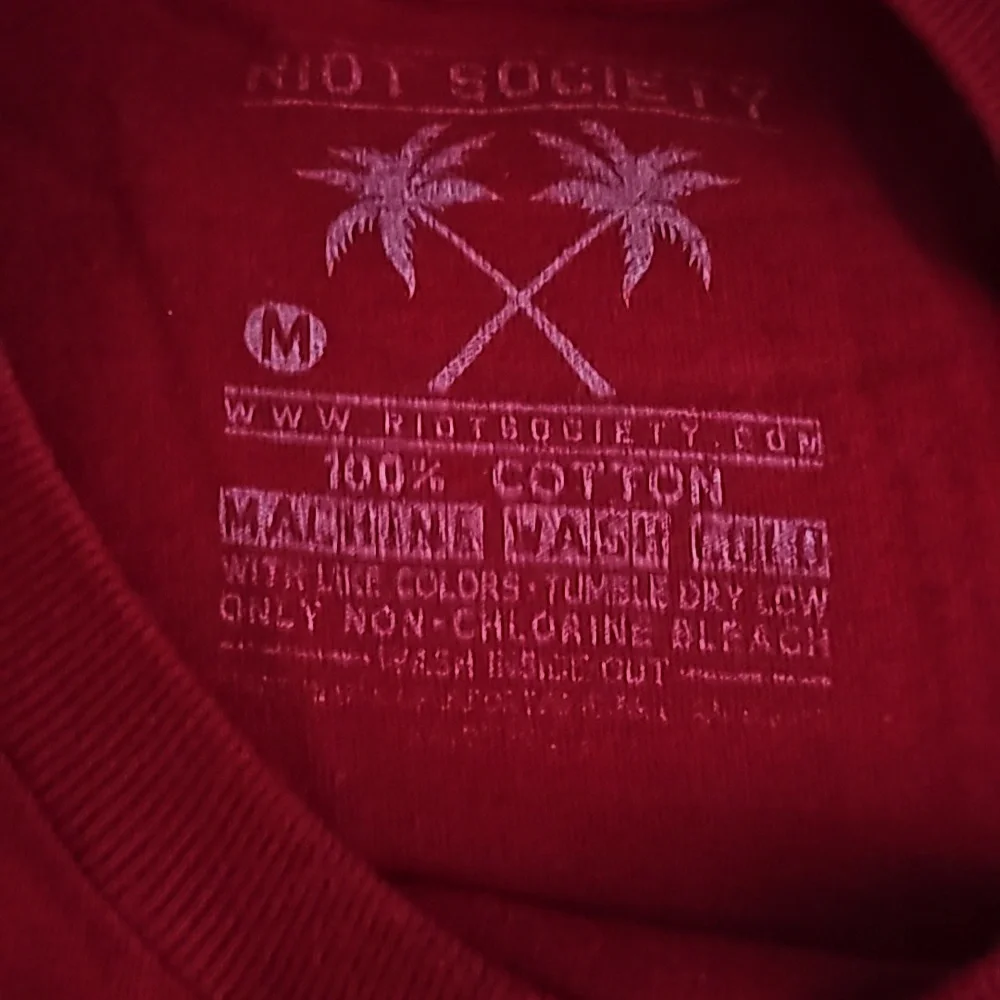 RIOT SOCIETY
M
WWW.RIOTSOCIETY.COM
100% COTTON
MACHINE WASH COLD
WITH LIKE COLORS · TUMBLE DRY LOW
ONLY NON-CHLORINE BLEACH
WASH INSIDE OUT